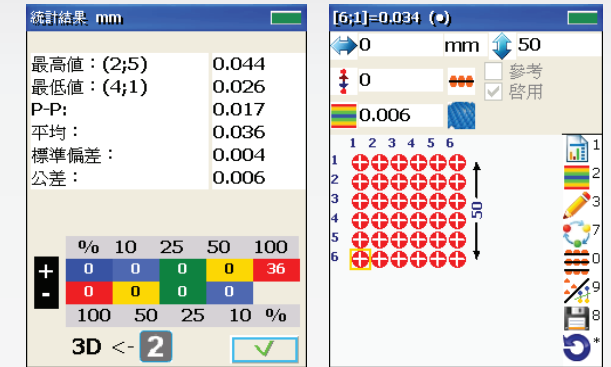 統計結果 mm
最高値：(2;5) 0.044
最低値：(4;1) 0.026
P-P: 0.017
平均： 0.036
標準偏差： 0.004
公差： 0.006
% 10 25 50 100
+ 0 0 0 0 36
- 0 0 0 0
100 50 25 10 %
3D <- 2
[6;1]=0.034 (•)
0 mm 50
0 參考
啓用
0.006
1 2 3 4 5 6
1
2
3
4
5
6
50
1
2
3
7
0
9
8
*